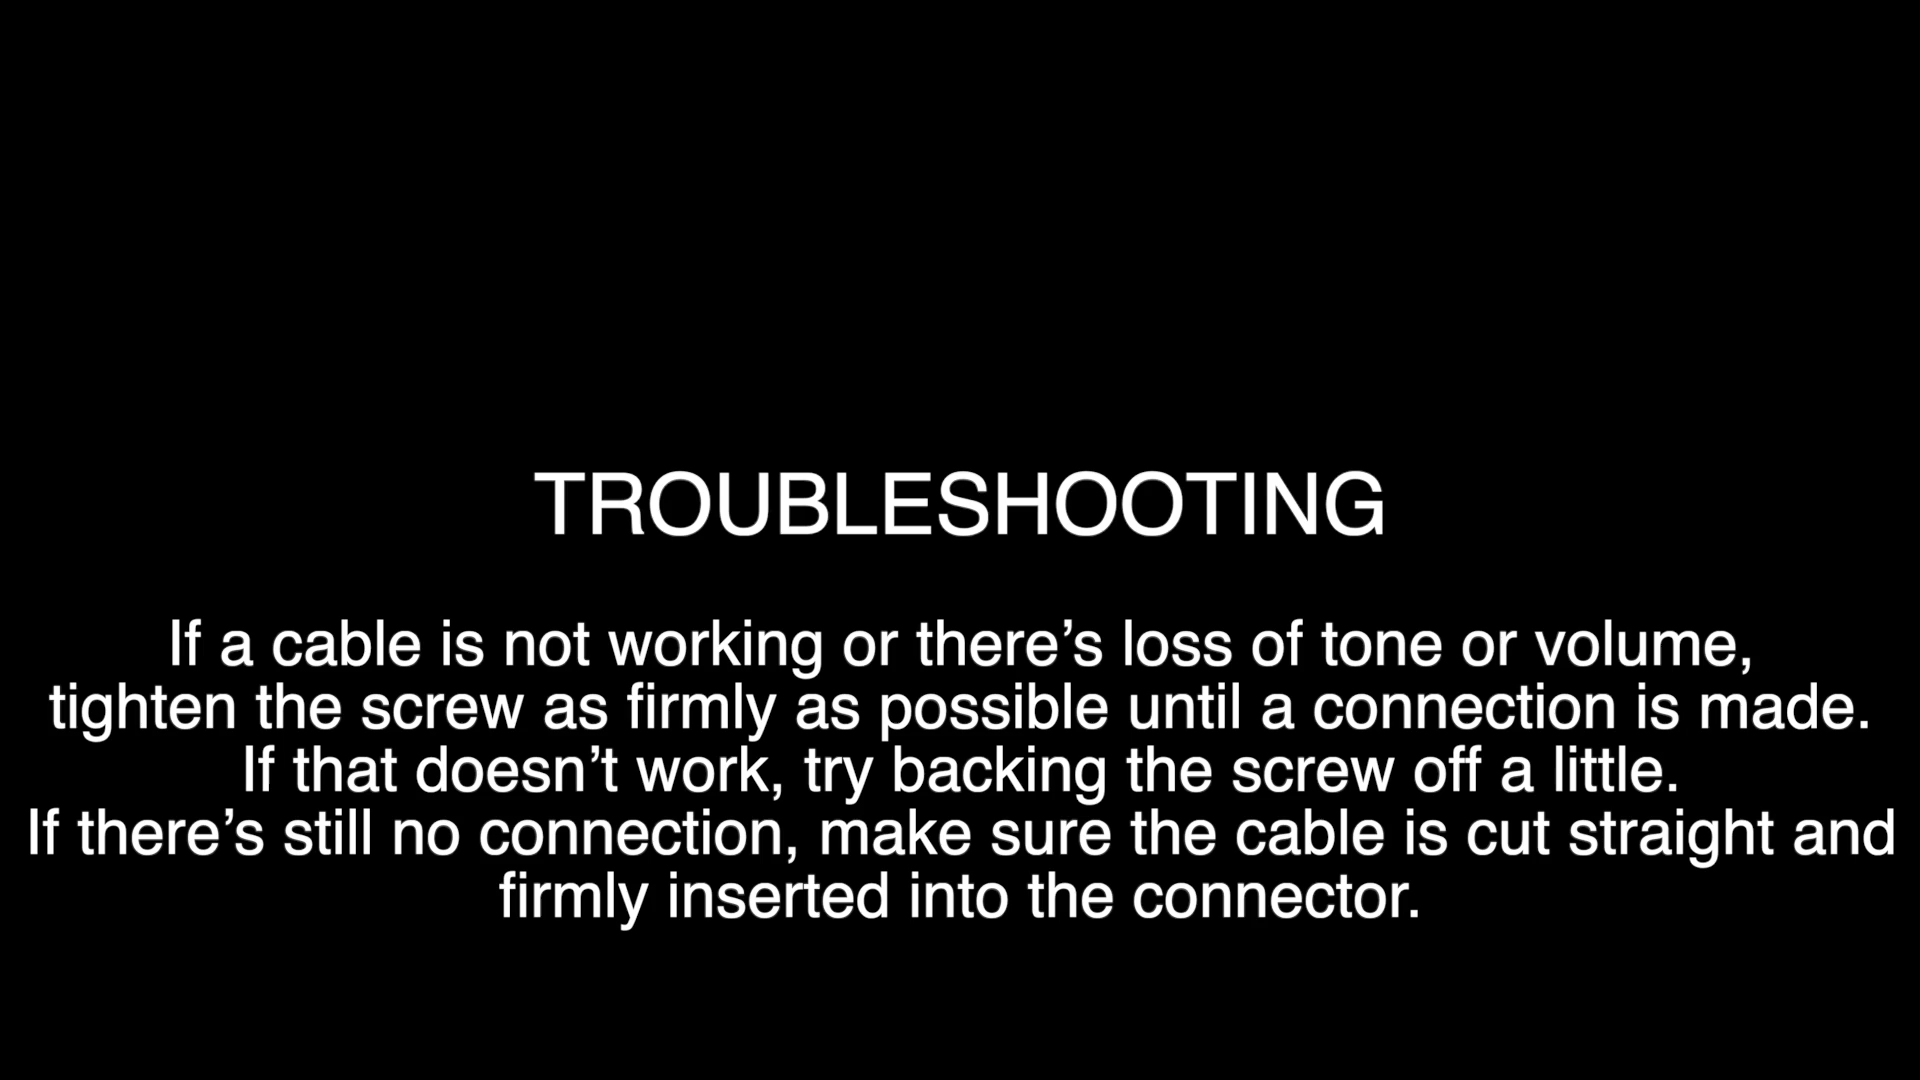 TROUBLESHOOTING
If a cable is not working or there’s loss of tone or volume,
tighten the screw as firmly as possible until a connection is made.
If that doesn’t work, try backing the screw off a little.
If there’s still no connection, make sure the cable is cut straight and
firmly inserted into the connector.